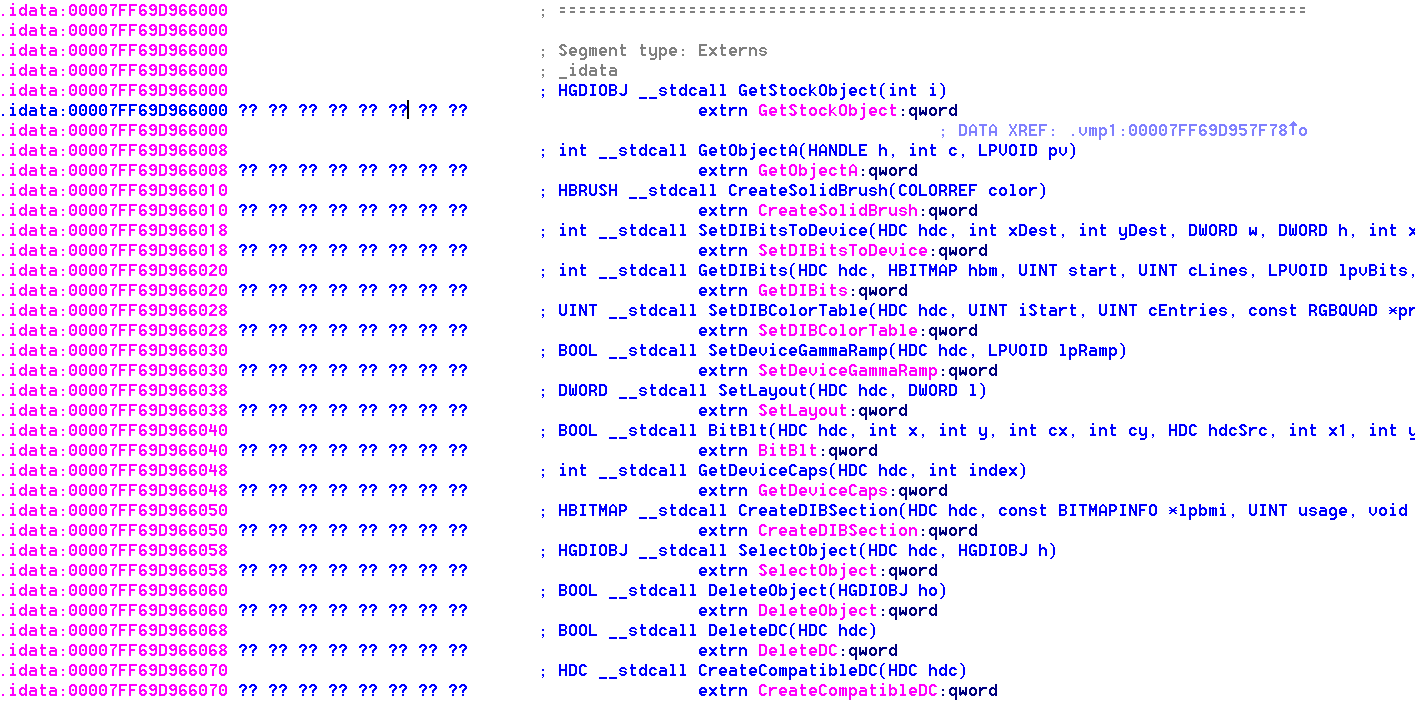 .idata:00007FF69D966000 ; ===========================================================================
.idata:00007FF69D966000
.idata:00007FF69D966000 ; Segment type: Externs
.idata:00007FF69D966000 ; _idata
.idata:00007FF69D966000 ; HGDIOBJ __stdcall GetStockObject(int i)
.idata:00007FF69D966000 ?? ?? ?? ?? ?? ?? ?? ?? extrn GetStockObject:qword
.idata:00007FF69D966000 ; DATA XREF: .vmp1:00007FF69D957F78↑o
.idata:00007FF69D966008 ; int __stdcall GetObjectA(HANDLE h, int c, LPVOID pv)
.idata:00007FF69D966008 ?? ?? ?? ?? ?? ?? ?? ?? extrn GetObjectA:qword
.idata:00007FF69D966010 ; HBRUSH __stdcall CreateSolidBrush(COLORREF color)
.idata:00007FF69D966010 ?? ?? ?? ?? ?? ?? ?? ?? extrn CreateSolidBrush:qword
.idata:00007FF69D966018 ; int __stdcall SetDIBitsToDevice(HDC hdc, int xDest, int yDest, DWORD w, DWORD h, int x
.idata:00007FF69D966018 ?? ?? ?? ?? ?? ?? ?? ?? extrn SetDIBitsToDevice:qword
.idata:00007FF69D966020 ; int __stdcall GetDIBits(HDC hdc, HBITMAP hbm, UINT start, UINT cLines, LPVOID lpvBits,
.idata:00007FF69D966020 ?? ?? ?? ?? ?? ?? ?? ?? extrn GetDIBits:qword
.idata:00007FF69D966028 ; UINT __stdcall SetDIBColorTable(HDC hdc, UINT iStart, UINT cEntries, const RGBQUAD *pr
.idata:00007FF69D966028 ?? ?? ?? ?? ?? ?? ?? ?? extrn SetDIBColorTable:qword
.idata:00007FF69D966030 ; BOOL __stdcall SetDeviceGammaRamp(HDC hdc, LPVOID lpRamp)
.idata:00007FF69D966030 ?? ?? ?? ?? ?? ?? ?? ?? extrn SetDeviceGammaRamp:qword
.idata:00007FF69D966038 ; DWORD __stdcall SetLayout(HDC hdc, DWORD l)
.idata:00007FF69D966038 ?? ?? ?? ?? ?? ?? ?? ?? extrn SetLayout:qword
.idata:00007FF69D966040 ; BOOL __stdcall BitBlt(HDC hdc, int x, int y, int cx, int cy, HDC hdcSrc, int x1, int y
.idata:00007FF69D966040 ?? ?? ?? ?? ?? ?? ?? ?? extrn BitBlt:qword
.idata:00007FF69D966048 ; int __stdcall GetDeviceCaps(HDC hdc, int index)
.idata:00007FF69D966048 ?? ?? ?? ?? ?? ?? ?? ?? extrn GetDeviceCaps:qword
.idata:00007FF69D966050 ; HBITMAP __stdcall CreateDIBSection(HDC hdc, const BITMAPINFO *lpbmi, UINT usage, void
.idata:00007FF69D966050 ?? ?? ?? ?? ?? ?? ?? ?? extrn CreateDIBSection:qword
.idata:00007FF69D966058 ; HGDIOBJ __stdcall SelectObject(HDC hdc, HGDIOBJ h)
.idata:00007FF69D966058 ?? ?? ?? ?? ?? ?? ?? ?? extrn SelectObject:qword
.idata:00007FF69D966060 ; BOOL __stdcall DeleteObject(HGDIOBJ ho)
.idata:00007FF69D966060 ?? ?? ?? ?? ?? ?? ?? ?? extrn DeleteObject:qword
.idata:00007FF69D966068 ; BOOL __stdcall DeleteDC(HDC hdc)
.idata:00007FF69D966068 ?? ?? ?? ?? ?? ?? ?? ?? extrn DeleteDC:qword
.idata:00007FF69D966070 ; HDC __stdcall CreateCompatibleDC(HDC hdc)
.idata:00007FF69D966070 ?? ?? ?? ?? ?? ?? ?? ?? extrn CreateCompatibleDC:qword